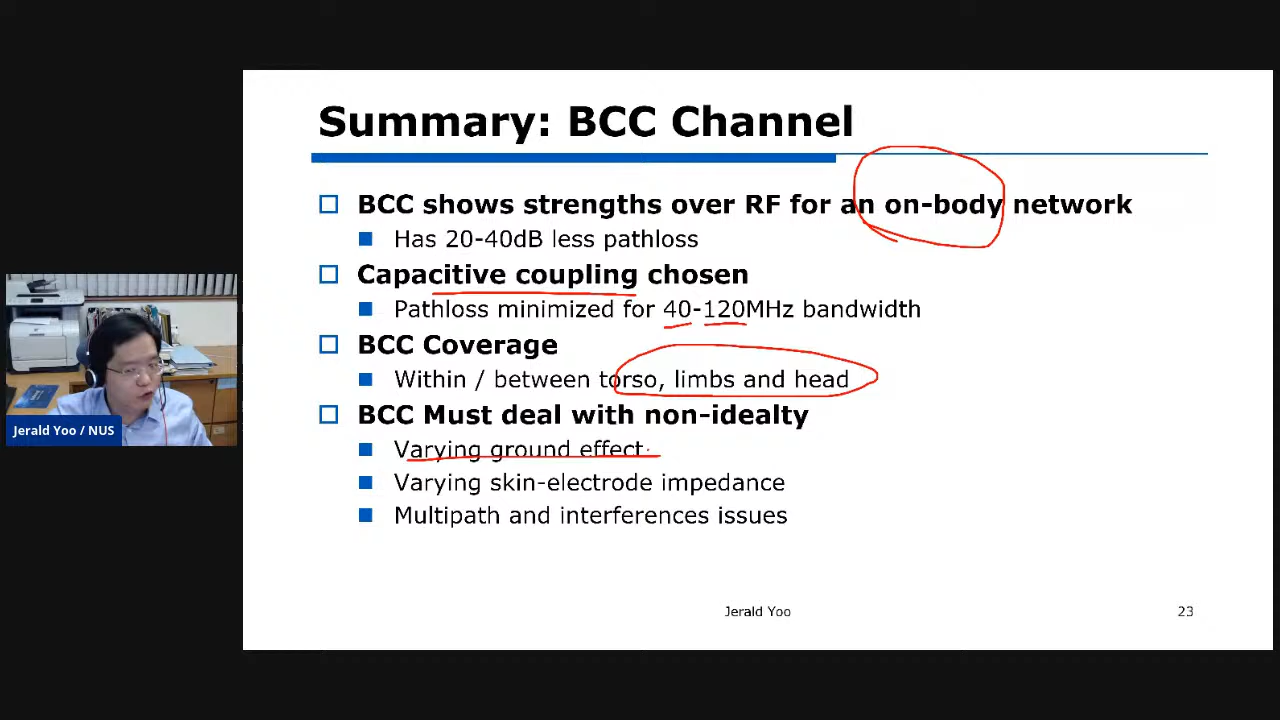 Summary: BCC Channel
BCC shows strengths over RF for an on-body network
Has 20-40dB less pathloss
Capacitive coupling chosen
Pathloss minimized for 40-120MHz bandwidth
BCC Coverage
Within / between torso, limbs and head
BCC Must deal with non-idealty
Varying ground effect
Varying skin-electrode impedance
Multipath and interferences issues
Jerald Yoo / NUS
Jerald Yoo
23